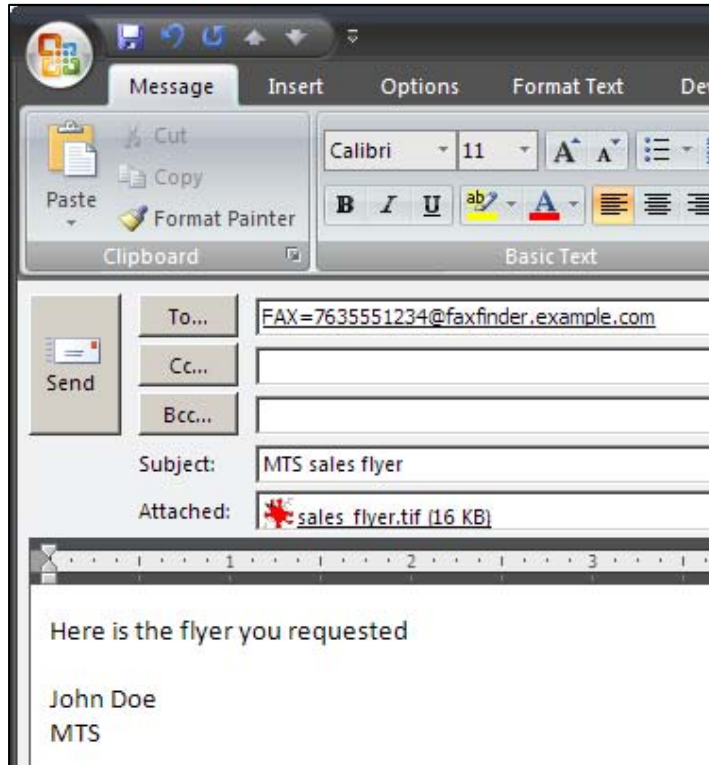 Message Insert Options Format Text
Cut
Copy
Paste
Format Painter
Clipboard
Calibri 11
B I U ab A
Basic Text
Send
To... FAX=7635551234@faxfinder.example.com
Cc...
Bcc...
Subject: MTS sales flyer
Attached: sales_flyer.tif (16 KB)
1 2 3
Here is the flyer you requested
John Doe
MTS